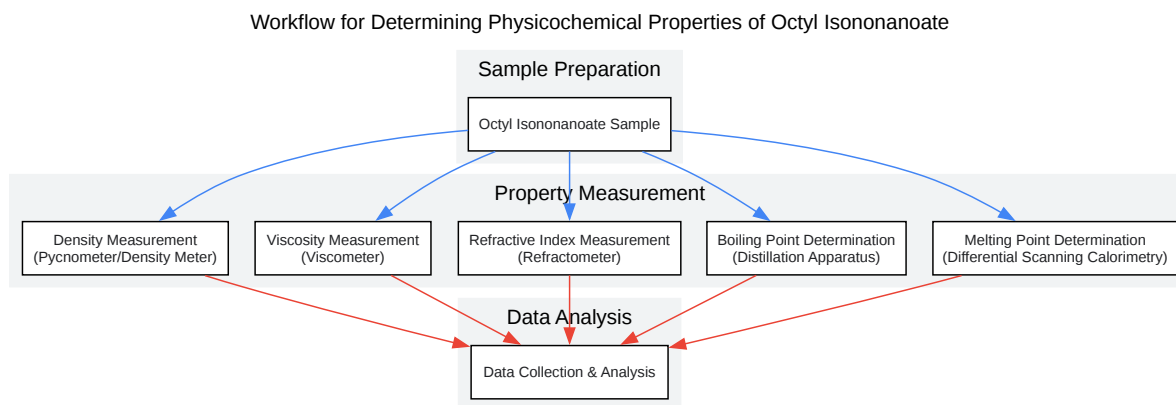 Workflow for Determining Physicochemical Properties of Octyl Isononanoate
Sample Preparation
Octyl Isononanoate Sample
Property Measurement
Density Measurement
(Pycnometer/Density Meter)
Viscosity Measurement
(Viscometer)
Refractive Index Measurement
(Refractometer)
Boiling Point Determination
(Distillation Apparatus)
Melting Point Determination
(Differential Scanning Calorimetry)
Data Analysis
Data Collection & Analysis